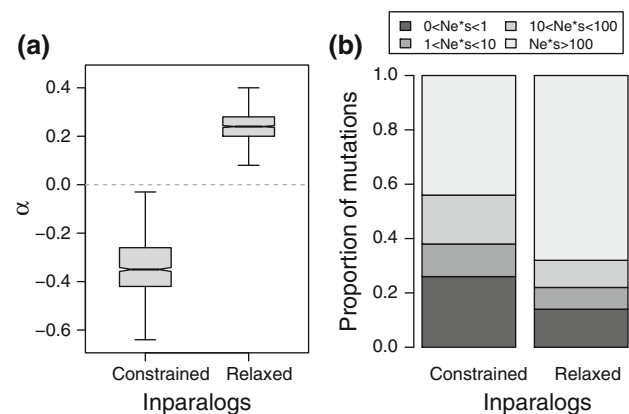 (a)
0.4
0.2
0.0
−0.2
−0.4
−0.6
α
Constrained Relaxed
Inparalogs
(b)
0<Ne*s<1 10<Ne*s<100
1<Ne*s<10 Ne*s>100
1.0
0.8
0.6
0.4
0.2
0.0
Proportion of mutations
Constrained Relaxed
Inparalogs